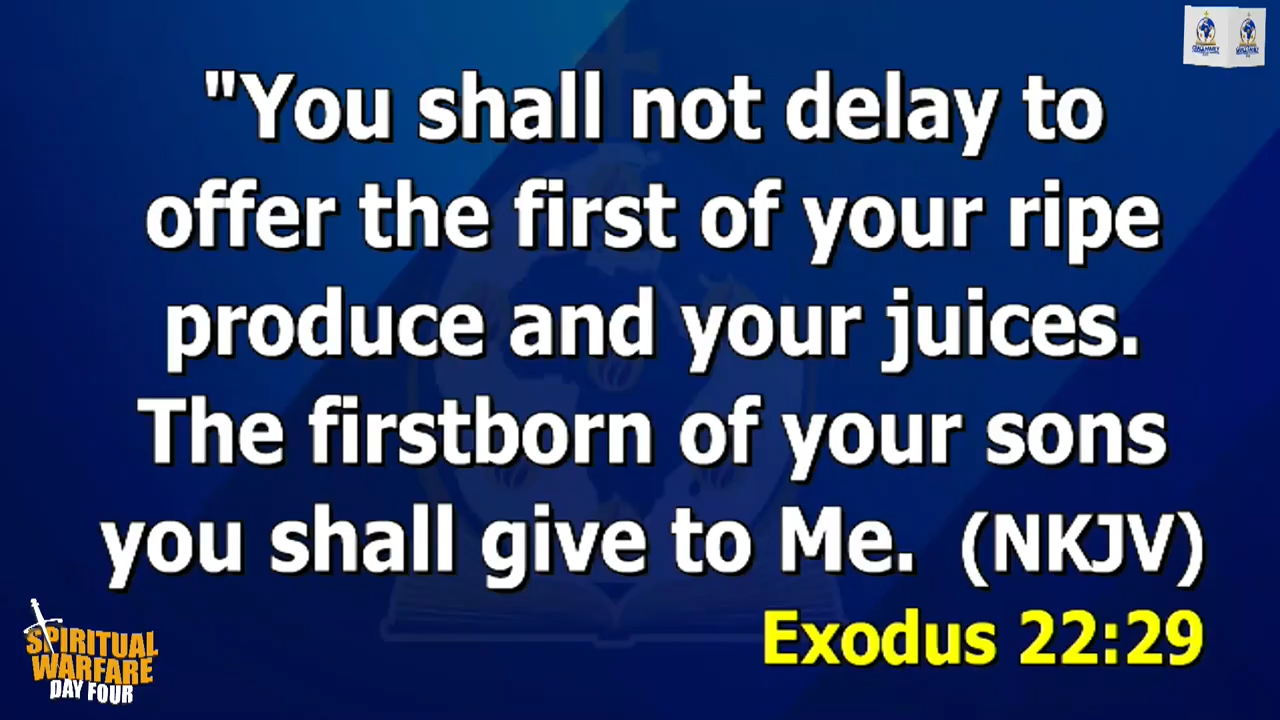 "You shall not delay to
offer the first of your ripe
produce and your juices.
The firstborn of your sons
you shall give to Me.  (NKJV)
Exodus 22:29
SPIRITUAL
WARFARE
DAY FOUR